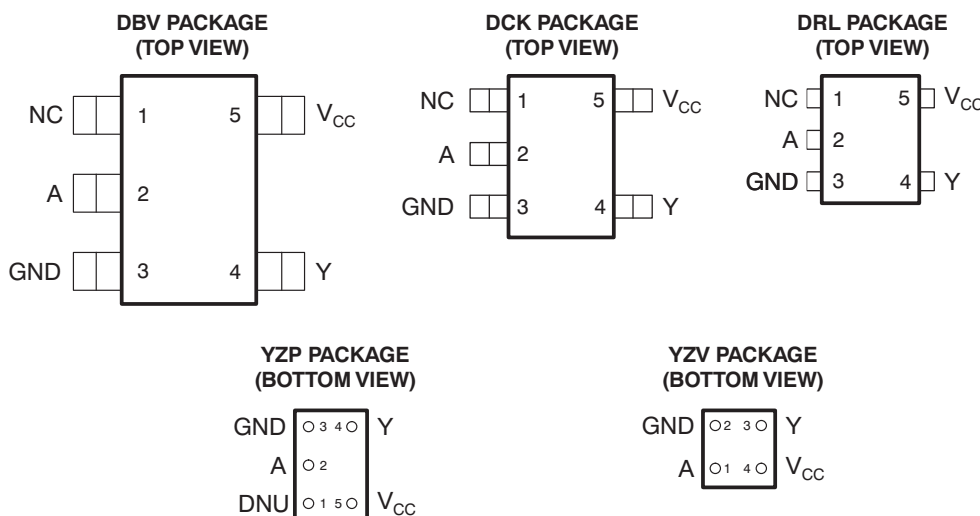 DBV PACKAGE
(TOP VIEW)
NC 1 5 VCC
A 2
GND 3 4 Y
DCK PACKAGE
(TOP VIEW)
NC 1 5 VCC
A 2
GND 3 4 Y
DRL PACKAGE
(TOP VIEW)
NC 1 5 VCC
A 2
GND 3 4 Y
YZP PACKAGE
(BOTTOM VIEW)
GND 3 4 Y
A 2
DNU 1 5 VCC
YZV PACKAGE
(BOTTOM VIEW)
GND 2 3 Y
A 1 4 VCC